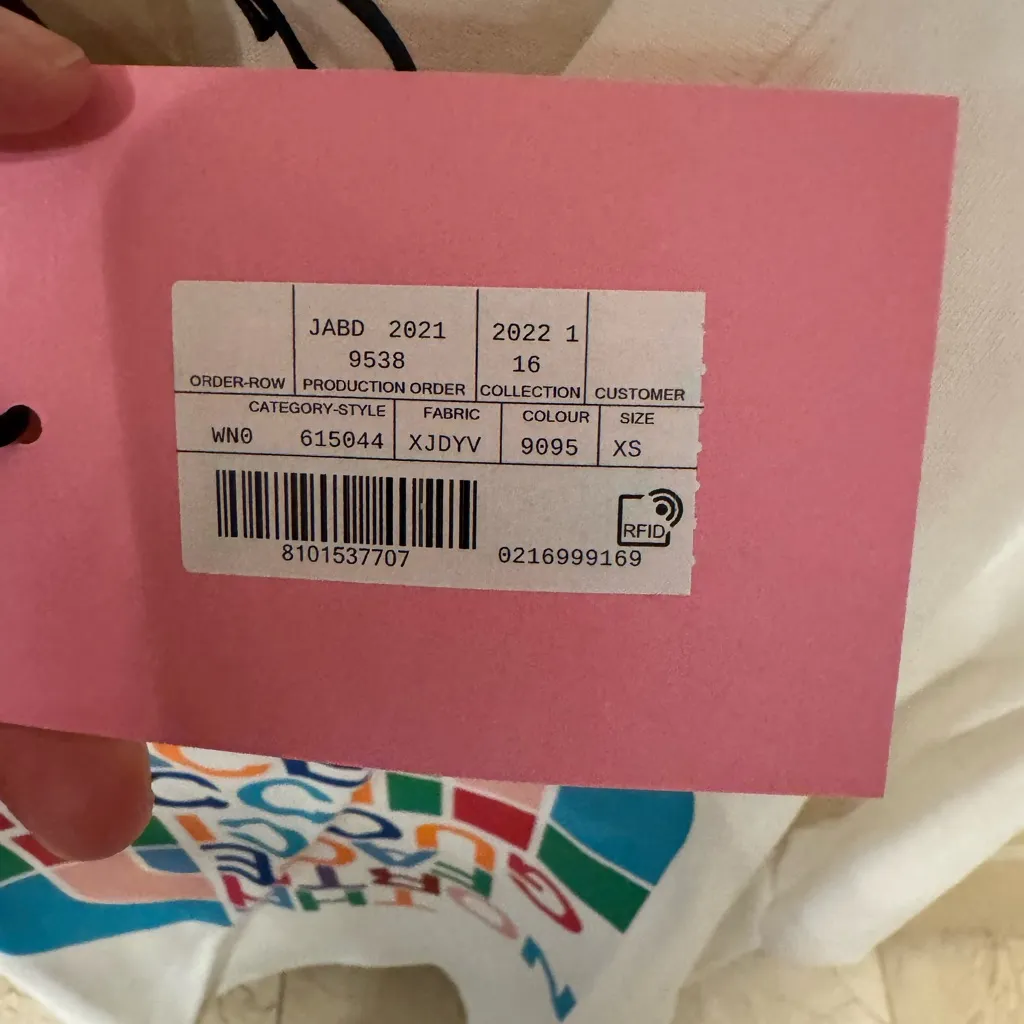 JABD 2021 2022 1
9538 16
ORDER-ROW PRODUCTION ORDER COLLECTION CUSTOMER
CATEGORY-STYLE FABRIC COLOUR SIZE
WN0 615044 XJDYV 9095 XS
RFID
8101537707 0216999169